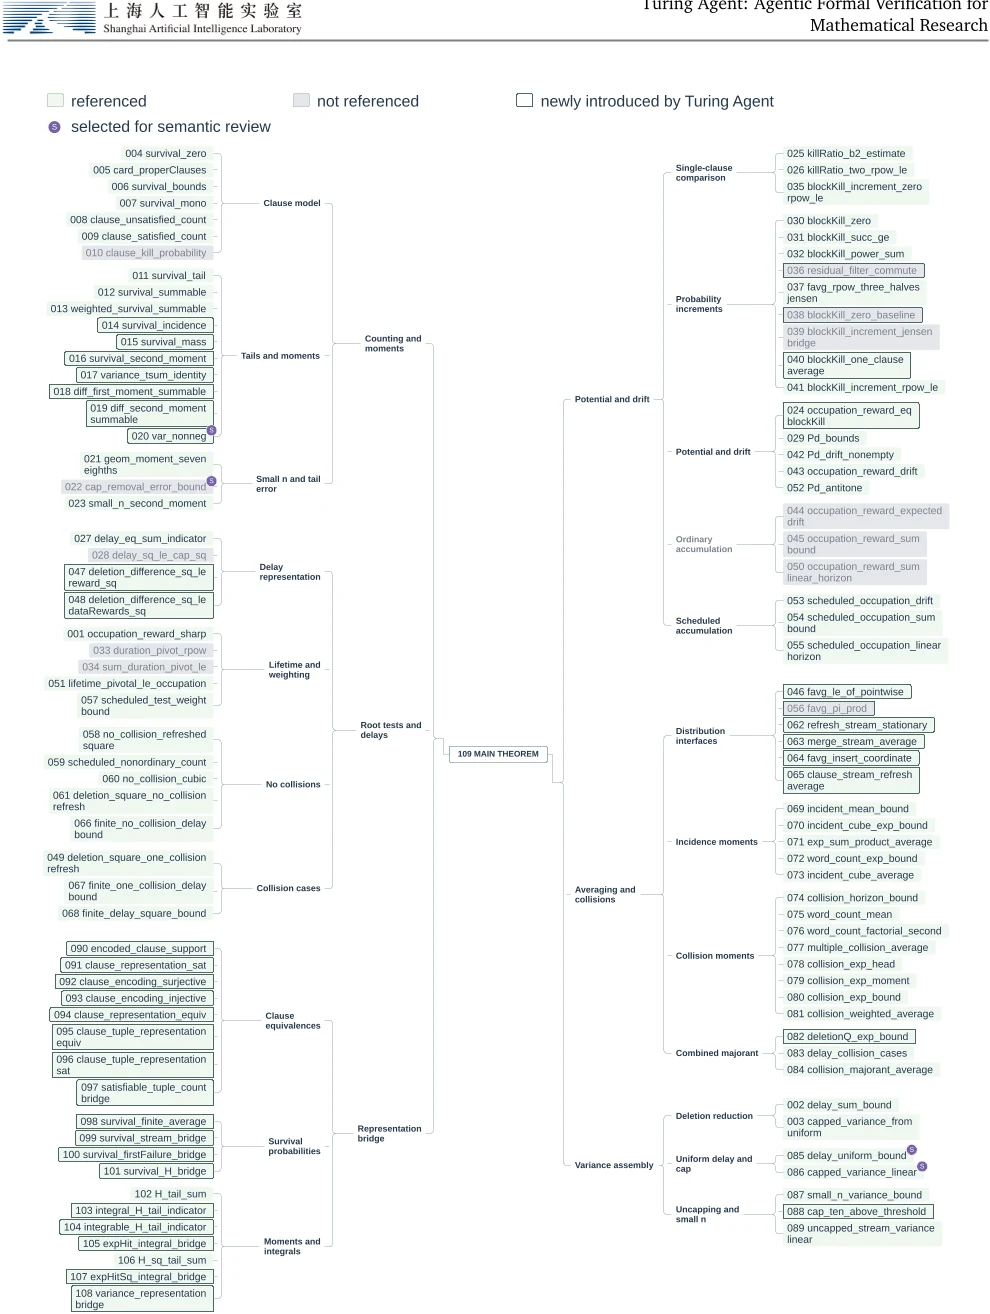 上海人工智能实验室
Shanghai Artificial Intelligence Laboratory
Turing Agent: Agentic Formal Verification for
Mathematical Research
referenced
not referenced
newly introduced by Turing Agent
S selected for semantic review
004 survival_zero
005 card_properClauses
006 survival_bounds
007 survival_mono
008 clause_unsatisfied_count
009 clause_satisfied_count
010 clause_kill_probability
Clause model
011 survival_tail
012 survival_summable
013 weighted_survival_summable
014 survival_incidence
015 survival_mass
016 survival_second_moment
017 variance_tsum_identity
018 diff_first_moment_summable
019 diff_second_moment
summable
020 var_nonneg
S
Tails and moments
021 geom_moment_seven
eighths
022 cap_removal_error_bound
S
023 small_n_second_moment
Small n and tail
error
Counting and
moments
027 delay_eq_sum_indicator
028 delay_sq_le_cap_sq
047 deletion_difference_sq_le
reward_sq
048 deletion_difference_sq_le
dataRewards_sq
Delay
representation
001 occupation_reward_sharp
033 duration_pivot_rpow
034 sum_duration_pivot_le
051 lifetime_pivotal_le_occupation
057 scheduled_test_weight
bound
Lifetime and
weighting
058 no_collision_refreshed
square
059 scheduled_nonordinary_count
060 no_collision_cubic
061 deletion_square_no_collision
refresh
066 finite_no_collision_delay
bound
No collisions
049 deletion_square_one_collision
refresh
067 finite_one_collision_delay
bound
068 finite_delay_square_bound
Collision cases
Root tests and
delays
090 encoded_clause_support
091 clause_representation_sat
092 clause_encoding_surjective
093 clause_encoding_injective
094 clause_representation_equiv
095 clause_tuple_representation
equiv
096 clause_tuple_representation
sat
097 satisfiable_tuple_count
bridge
Clause
equivalences
098 survival_finite_average
099 survival_stream_bridge
100 survival_firstFailure_bridge
101 survival_H_bridge
Survival
probabilities
102 H_tail_sum
103 integral_H_tail_indicator
104 integrable_H_tail_indicator
105 expHit_integral_bridge
106 H_sq_tail_sum
107 expHitSq_integral_bridge
108 variance_representation
bridge
Moments and
integrals
Representation
bridge
109 MAIN THEOREM
Potential and drift
Single-clause
comparison
025 killRatio_b2_estimate
026 killRatio_two_rpow_le
035 blockKill_increment_zero
rpow_le
Probability
increments
030 blockKill_zero
031 blockKill_succ_ge
032 blockKill_power_sum
036 residual_filter_commute
037 favg_rpow_three_halves
jensen
038 blockKill_zero_baseline
039 blockKill_increment_jensen
bridge
040 blockKill_one_clause
average
041 blockKill_increment_rpow_le
Potential and drift
024 occupation_reward_eq
blockKill
029 Pd_bounds
042 Pd_drift_nonempty
043 occupation_reward_drift
052 Pd_antitone
Ordinary
accumulation
044 occupation_reward_expected
drift
045 occupation_reward_sum
bound
050 occupation_reward_sum
linear_horizon
Scheduled
accumulation
053 scheduled_occupation_drift
054 scheduled_occupation_sum
bound
055 scheduled_occupation_linear
horizon
Averaging and
collisions
Distribution
interfaces
046 favg_le_of_pointwise
056 favg_pi_prod
062 refresh_stream_stationary
063 merge_stream_average
064 favg_insert_coordinate
065 clause_stream_refresh
average
Incidence moments
069 incident_mean_bound
070 incident_cube_exp_bound
071 exp_sum_product_average
072 word_count_exp_bound
073 incident_cube_average
Collision moments
074 collision_horizon_bound
075 word_count_mean
076 word_count_factorial_second
077 multiple_collision_average
078 collision_exp_head
079 collision_exp_moment
080 collision_exp_bound
081 collision_weighted_average
Combined majorant
082 deletionQ_exp_bound
083 delay_collision_cases
084 collision_majorant_average
Variance assembly
Deletion reduction
002 delay_sum_bound
003 capped_variance_from
uniform
Uniform delay and
cap
085 delay_uniform_bound
S
086 capped_variance_linear
S
Uncapping and
small n
087 small_n_variance_bound
088 cap_ten_above_threshold
089 uncapped_stream_variance
linear